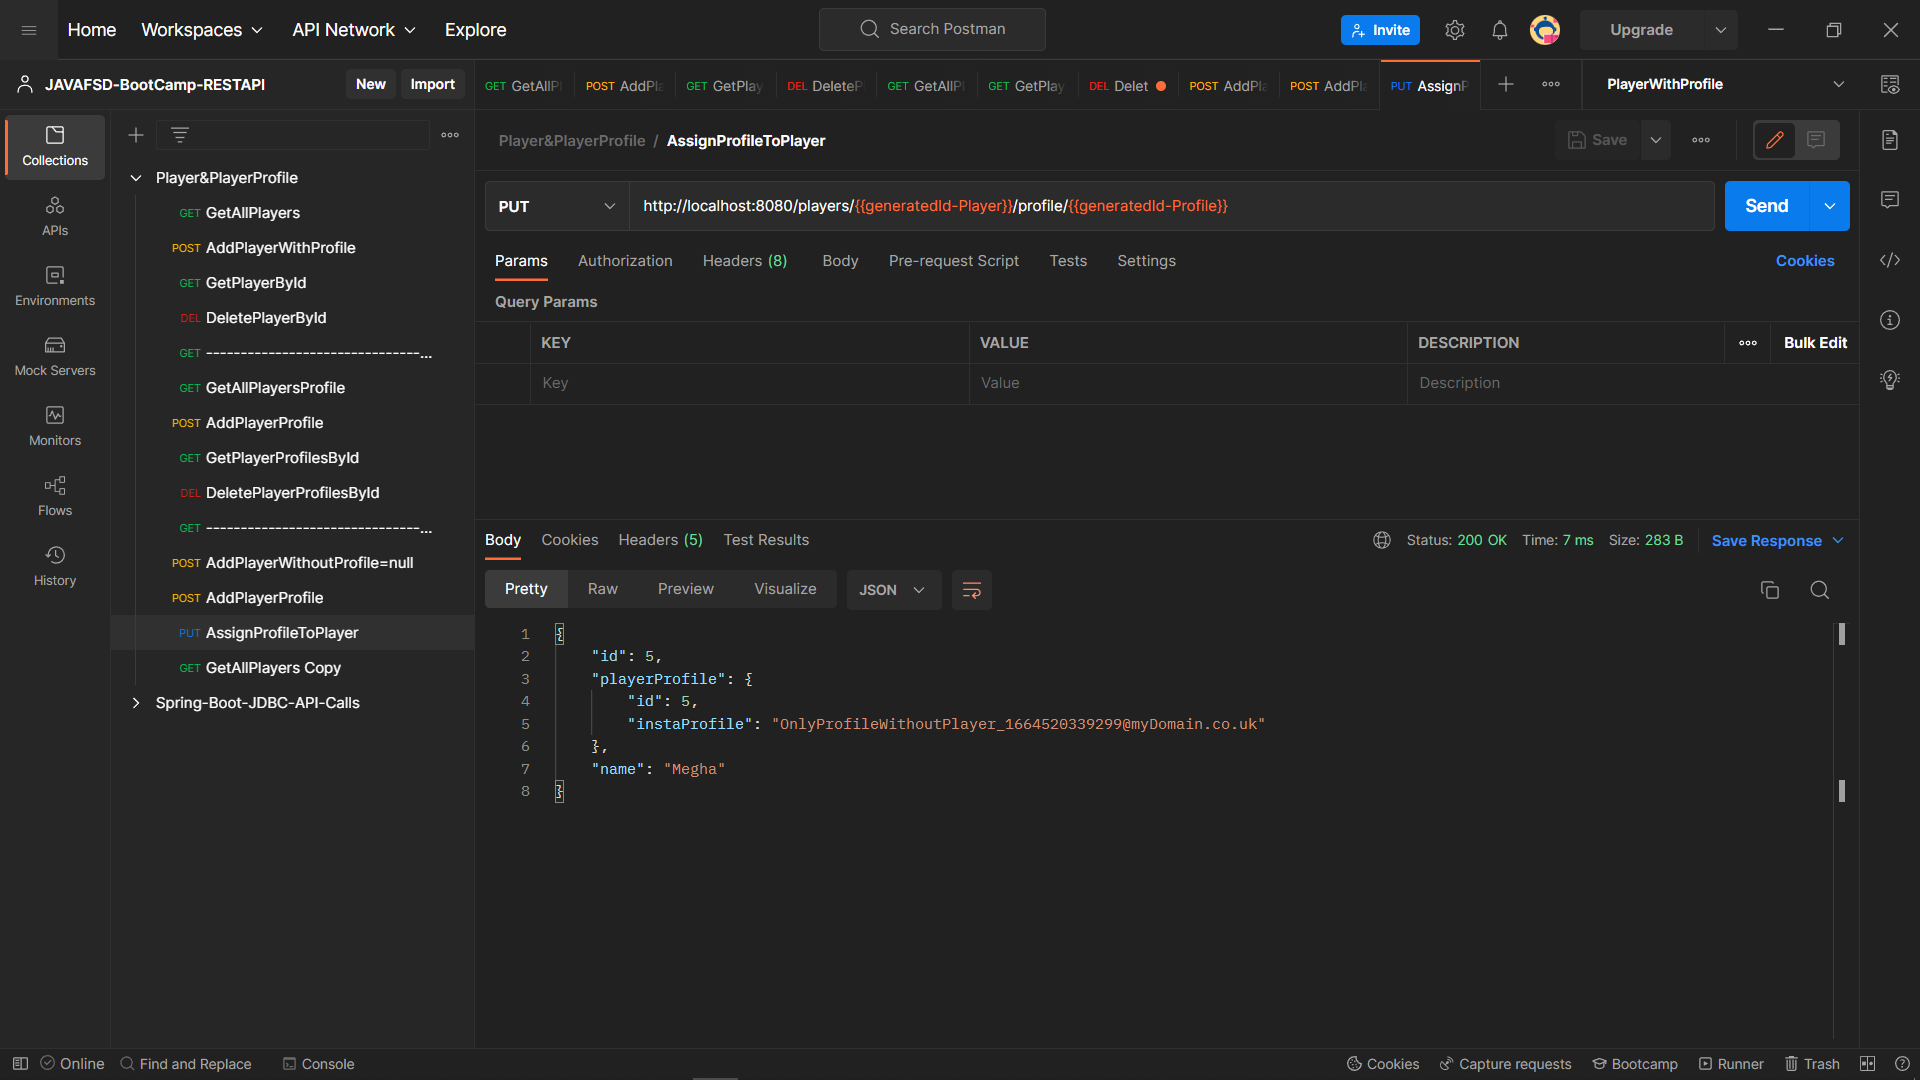 Home Workspaces API Network Explore Search Postman Invite Upgrade
JAVAFSD-BootCamp-RESTAPI New Import
GET GetAllPl POST AddPla GET GetPlay DEL DeleteP GET GetAllPl GET GetPlay DEL Delet POST AddPla POST AddPla PUT AssignP PlayerWithProfile
Collections
APIs
Environments
Mock Servers
Monitors
Flows
History
Player&PlayerProfile
GET GetAllPlayers
POST AddPlayerWithProfile
GET GetPlayerById
DEL DeletePlayerById
GET -------------------------------...
GET GetAllPlayersProfile
POST AddPlayerProfile
GET GetPlayerProfilesById
DEL DeletePlayerProfilesById
GET -------------------------------...
POST AddPlayerWithoutProfile=null
POST AddPlayerProfile
PUT AssignProfileToPlayer
GET GetAllPlayers Copy
Spring-Boot-JDBC-API-Calls
Player&PlayerProfile / AssignProfileToPlayer Save
PUT http://localhost:8080/players/{{generatedId-Player}}/profile/{{generatedId-Profile}} Send
Params Authorization Headers (8) Body Pre-request Script Tests Settings Cookies
Query Params
KEY VALUE DESCRIPTION Bulk Edit
Key Value Description
Body Cookies Headers (5) Test Results Status: 200 OK Time: 7 ms Size: 283 B Save Response
Pretty Raw Preview Visualize JSON
1 {
2 "id": 5,
3 "playerProfile": {
4 "id": 5,
5 "instaProfile": "OnlyProfileWithoutPlayer_1664520339299@myDomain.co.uk"
6 },
7 "name": "Megha"
8 }
Online Find and Replace Console Cookies Capture requests Bootcamp Runner Trash